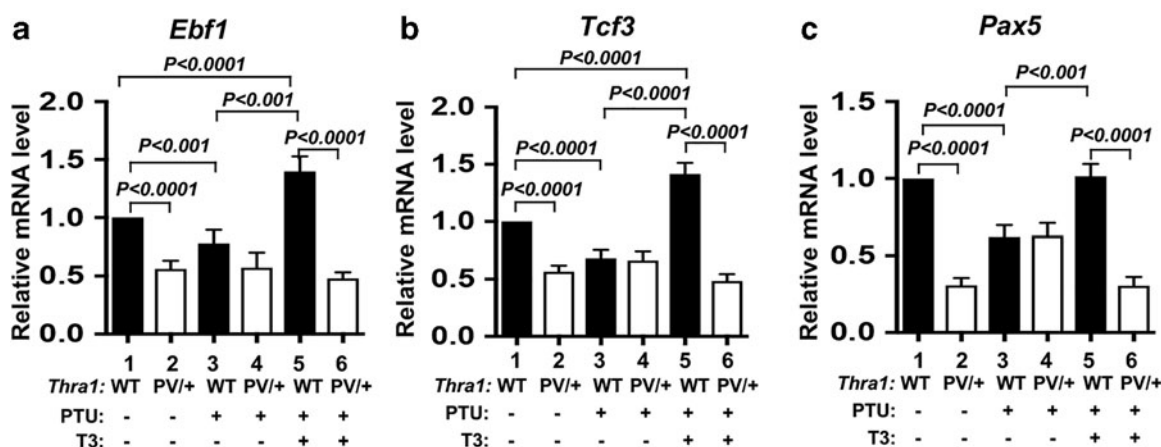 a
Ebf1
P<0.0001
P<0.001
P<0.001
P<0.0001
P<0.0001
Relative mRNA level
2.0
1.5
1.0
0.5
0.0
1 2 3 4 5 6
Thra1: WT PV/+ WT PV/+ WT PV/+
PTU: - - + + + +
T3: - - - - + +
b
Tcf3
P<0.0001
P<0.0001
P<0.0001
P<0.0001
P<0.0001
Relative mRNA level
2.0
1.5
1.0
0.5
0.0
1 2 3 4 5 6
WT PV/+ WT PV/+ WT PV/+
- - + + + +
- - - - + +
c
Pax5
P<0.001
P<0.0001
P<0.0001
P<0.0001
Relative mRNA level
1.5
1.0
0.5
0.0
1 2 3 4 5 6
Thra1: WT PV/+ WT PV/+ WT PV/+
PTU: - - + + + +
T3: - - - - + +